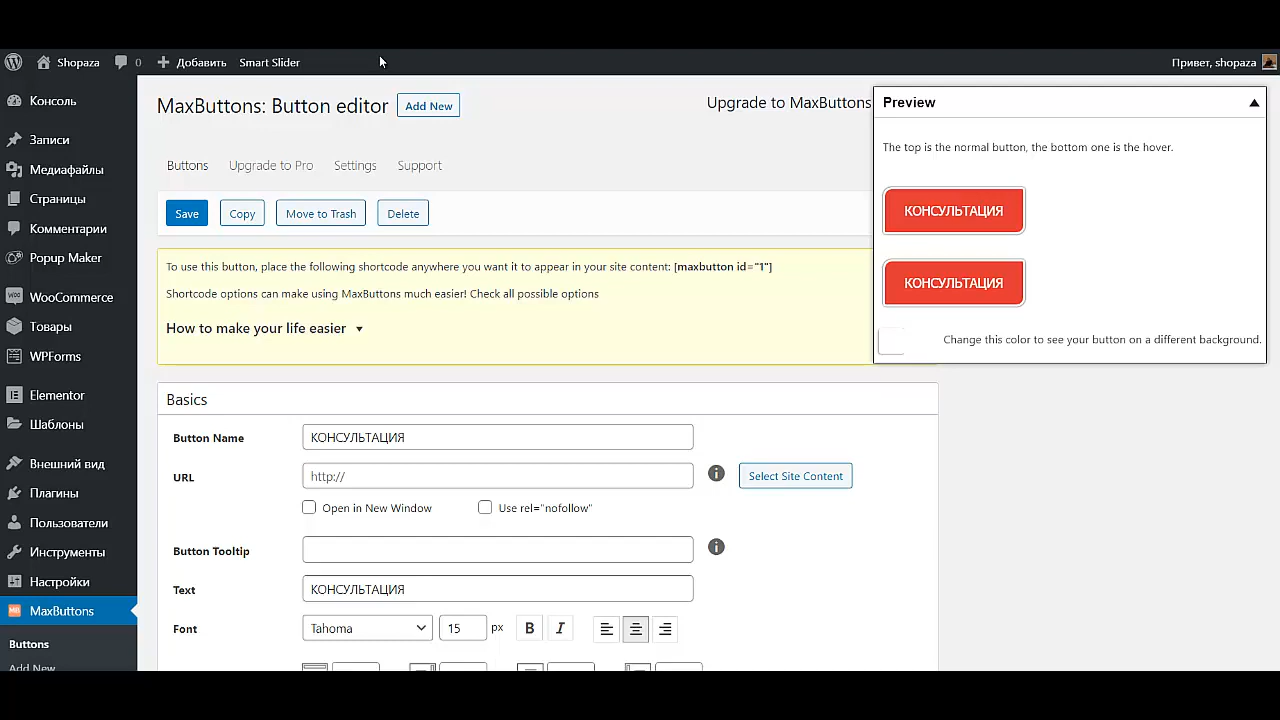 Shopaza 0 Добавить Smart Slider Привет, shopaza
Консоль
Записи
Медиафайлы
Страницы
Комментарии
Popup Maker
WooCommerce
Товары
WPForms
Elementor
Шаблоны
Внешний вид
Плагины
Пользователи
Инструменты
Настройки
MaxButtons
Buttons
Add New
MaxButtons: Button editor Add New Upgrade to MaxButtons
Buttons Upgrade to Pro Settings Support
Save Copy Move to Trash Delete
To use this button, place the following shortcode anywhere you want it to appear in your site content: [maxbutton id="1"]
Shortcode options can make using MaxButtons much easier! Check all possible options
How to make your life easier
Basics
Button Name КОНСУЛЬТАЦИЯ
URL http:// Select Site Content
Open in New Window Use rel="nofollow"
Button Tooltip
Text КОНСУЛЬТАЦИЯ
Font Tahoma 15 px B I
Preview
The top is the normal button, the bottom one is the hover.
КОНСУЛЬТАЦИЯ
КОНСУЛЬТАЦИЯ
Change this color to see your button on a different background.